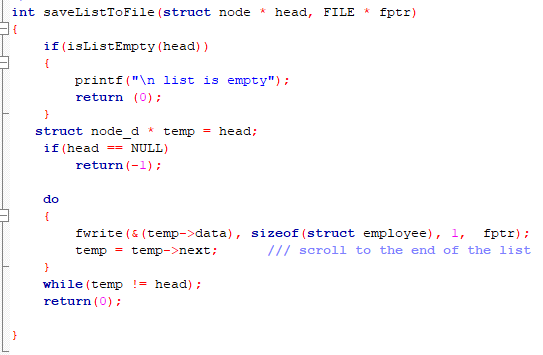 int saveListToFile(struct node * head, FILE * fptr)
{
if(isListEmpty(head))
{
printf("\n list is empty");
return (0);
}
struct node_d * temp = head;
if(head == NULL)
return(-1);
do
{
fwrite(&(temp->data), sizeof(struct employee), 1, fptr);
temp = temp->next; /// scroll to the end of the list
}
while(temp != head);
return(0);
}